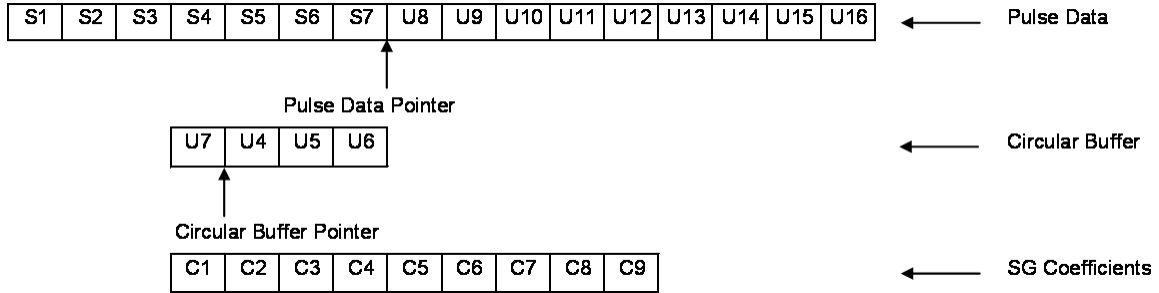 S1 S2 S3 S4 S5 S6 S7 U8 U9 U10 U11 U12 U13 U14 U15 U16 Pulse Data
Pulse Data Pointer
U7 U4 U5 U6 Circular Buffer
Circular Buffer Pointer
C1 C2 C3 C4 C5 C6 C7 C8 C9 SG Coefficients